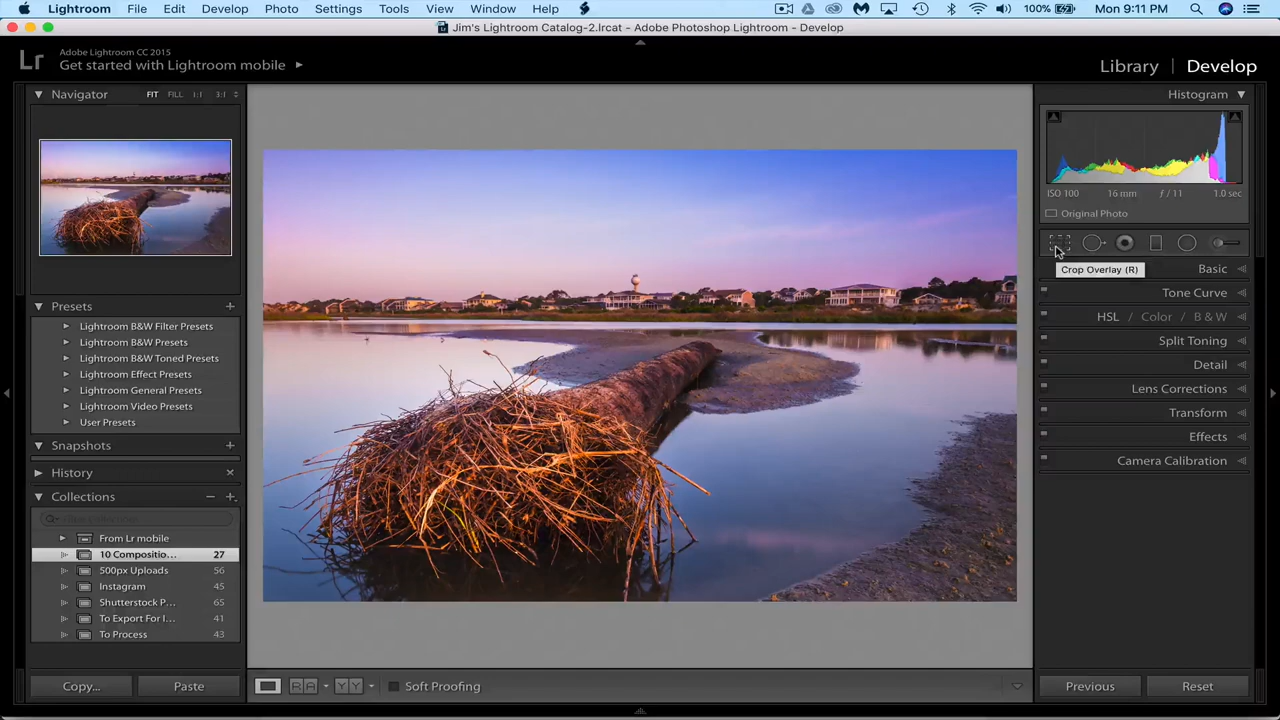 Lightroom File Edit Develop Photo Settings Tools View Window Help 100% Mon 9:11 PM
Jim's Lightroom Catalog-2.lrcat – Adobe Photoshop Lightroom – Develop
Lr
Adobe Lightroom CC 2015
Get started with Lightroom mobile
Library | Develop
Navigator FIT FILL 1:1 3:1
Histogram
ISO 100 16 mm ƒ / 11 1.0 sec
Original Photo
Crop Overlay (R)
Basic
Tone Curve
HSL / Color / B & W
Split Toning
Detail
Lens Corrections
Transform
Effects
Camera Calibration
Presets
Lightroom B&W Filter Presets
Lightroom B&W Presets
Lightroom B&W Toned Presets
Lightroom Color Presets
Lightroom Effect Presets
Lightroom General Presets
Lightroom Video Presets
User Presets
Snapshots
History
Collections
From Lr mobile
10 Compositio... 27
500px Uploads 56
Instagram 45
Shutterstock P... 65
To Export For I... 41
To Process 43
Copy... Paste
R A Y Y Soft Proofing
Previous Reset